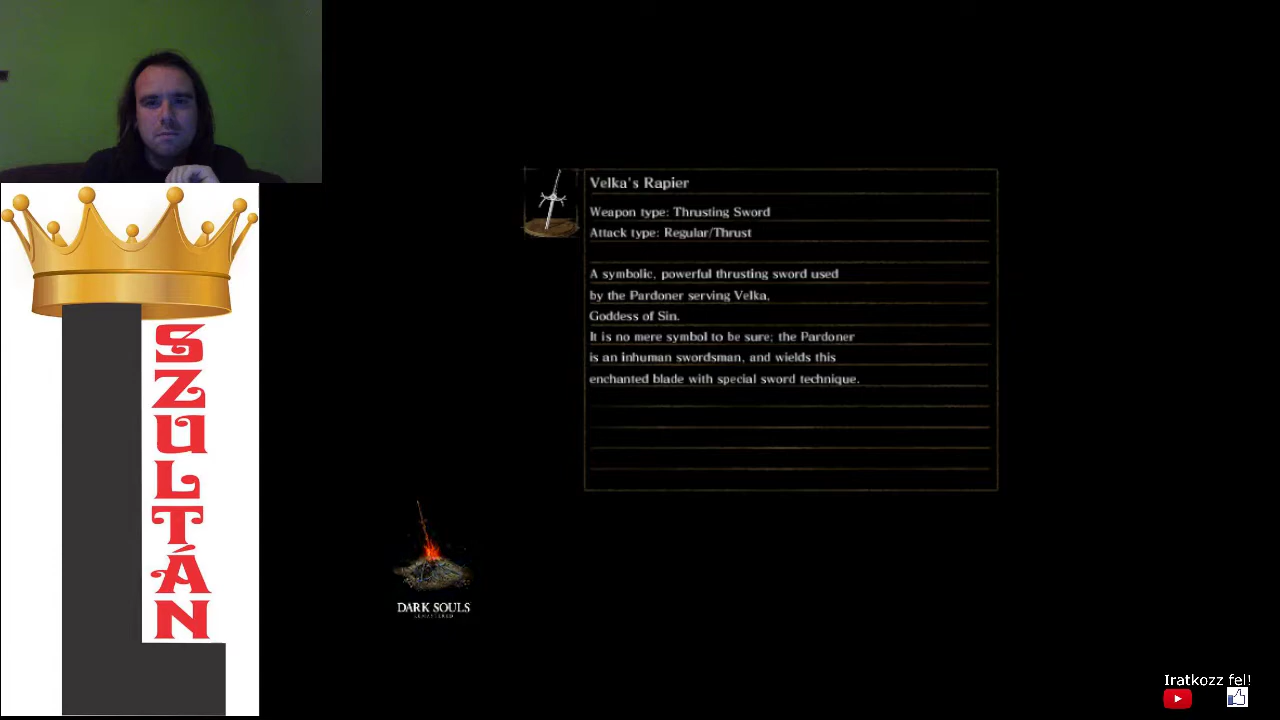 Velka's Rapier
Weapon type: Thrusting Sword
Attack type: Regular/Thrust
A symbolic, powerful thrusting sword used
by the Pardoner serving Velka,
Goddess of Sin.
It is no mere symbol to be sure; the Pardoner
is an inhuman swordsman, and wields this
enchanted blade with special sword technique.
L
SZULTÁN
DARK SOULS
REMASTERED
Iratkozz fel!